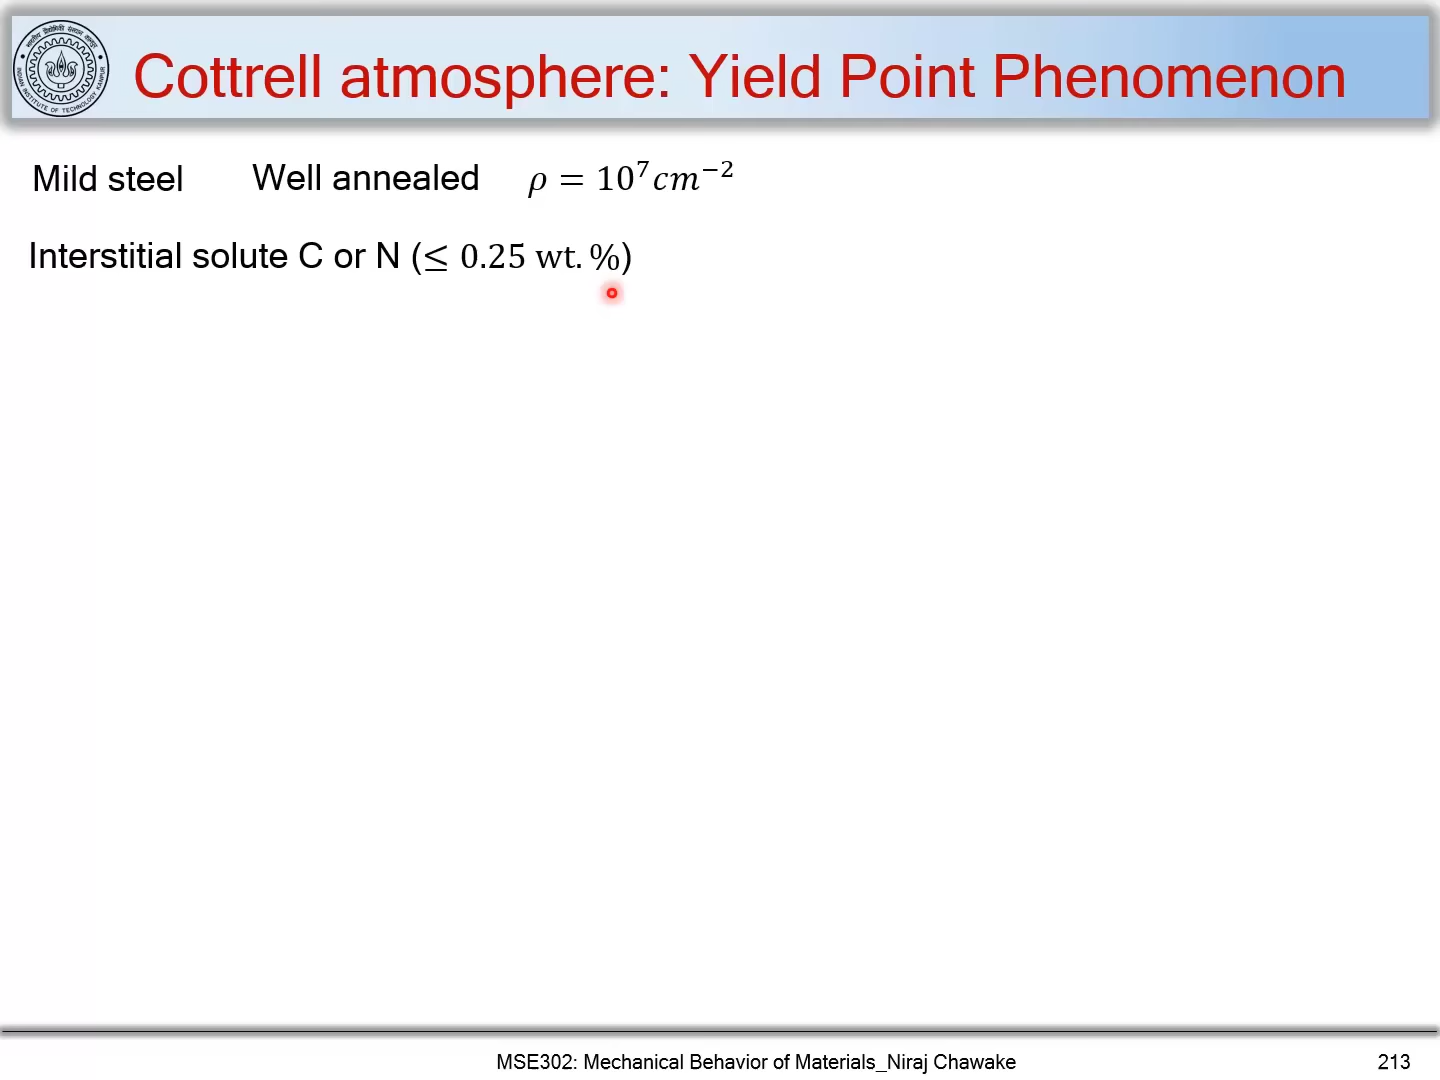 Cottrell atmosphere: Yield Point Phenomenon
Mild steel Well annealed ρ = 10⁷cm⁻²
Interstitial solute C or N (≤ 0.25 wt. %)
MSE302: Mechanical Behavior of Materials_Niraj Chawake 213